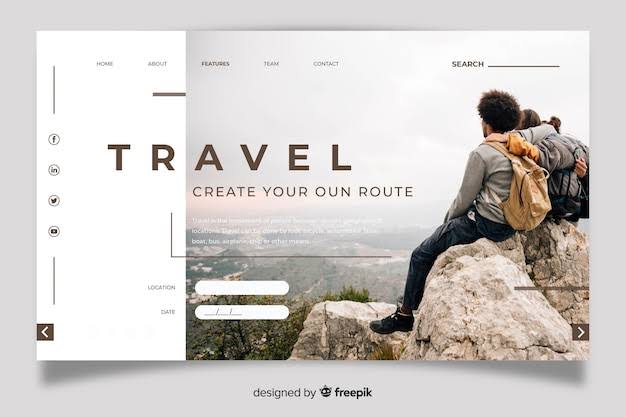 HOME ABOUT FEATURES TEAM CONTACT SEARCH
TRAVEL
CREATE YOUR OUN ROUTE
Travel is the movement of people between distant geographical
locations. Travel can be done by foot, bicycle, automobile, train,
boat, bus, airplane, ship or other means.
LOCATION
DATE __/__/__
designed by freepik